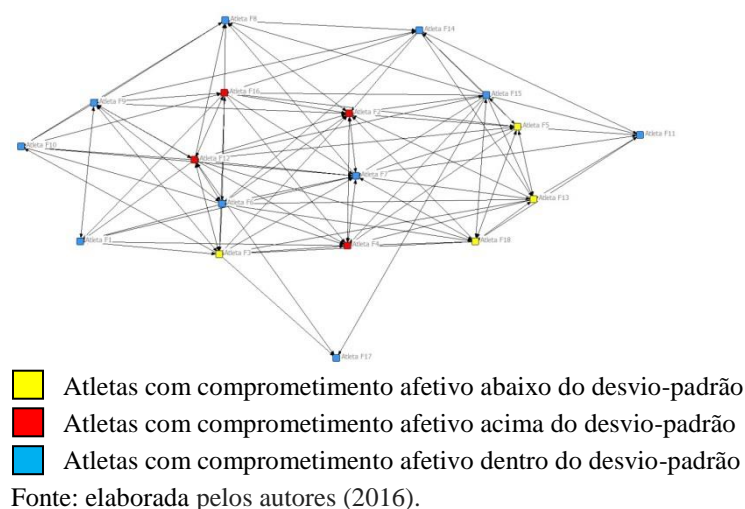 Atleta F8
Atleta F14
Atleta F16
Atleta F15
Atleta F9
Atleta F2
Atleta F5
Atleta F11
Atleta F10
Atleta F12
Atleta F7
Atleta F6
Atleta F13
Atleta F1
Atleta F3
Atleta F4
Atleta F18
Atleta F17
Atletas com comprometimento afetivo abaixo do desvio-padrão
Atletas com comprometimento afetivo acima do desvio-padrão
Atletas com comprometimento afetivo dentro do desvio-padrão
Fonte: elaborada pelos autores (2016).